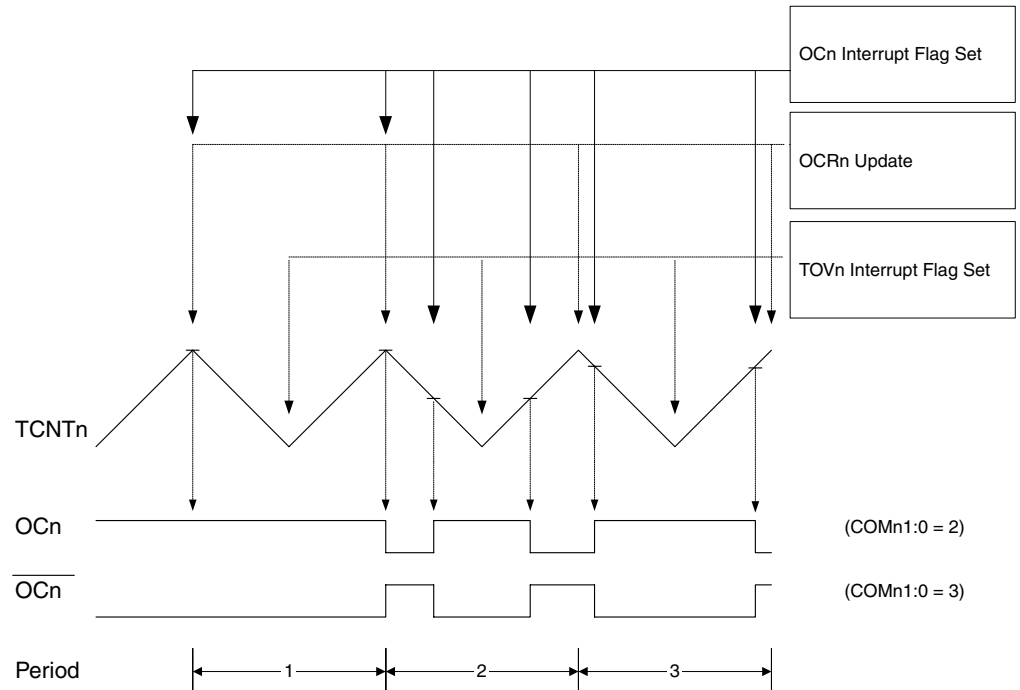 OCn Interrupt Flag Set
OCRn Update
TOVn Interrupt Flag Set
TCNTn
OCn (COMn1:0 = 2)
OCn (COMn1:0 = 3)
Period 1 2 3